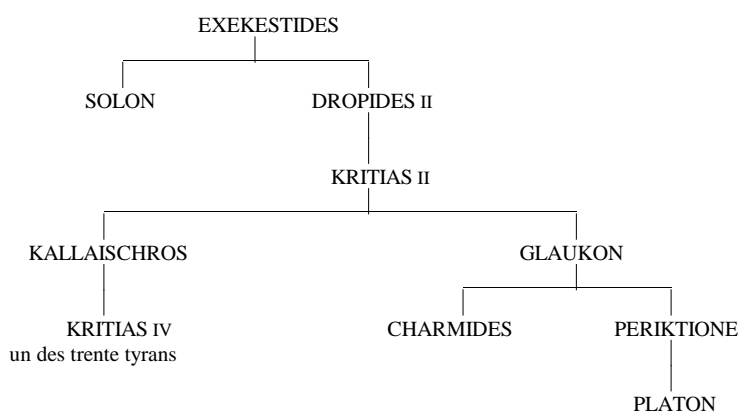 EXEKESTIDES
SOLON
DROPIDES II
KRITIAS II
KALLAISCHROS
GLAUKON
KRITIAS IV
un des trente tyrans
CHARMIDES
PERIKTIONE
PLATON